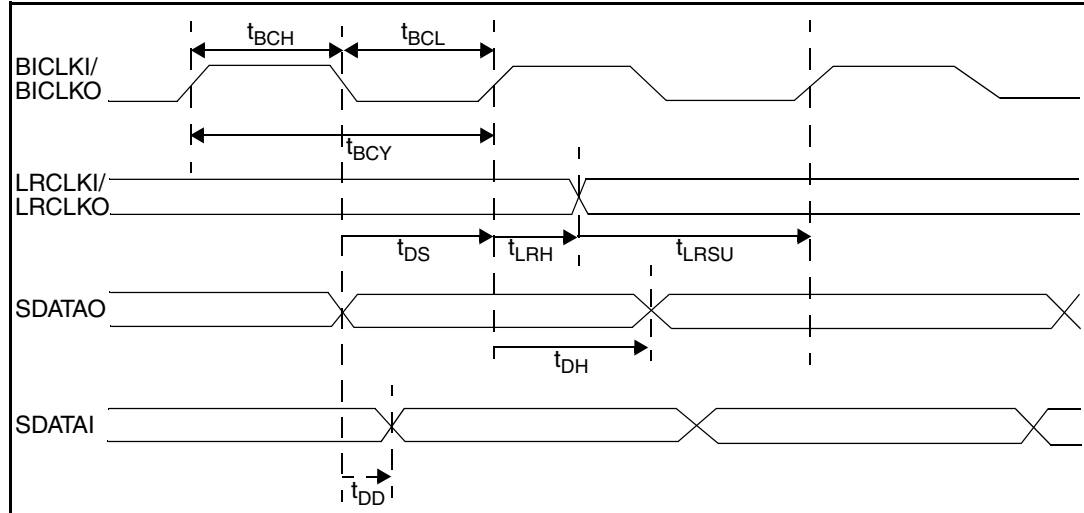 tBCH
tBCL
BICLKI/
BICLKO
tBCY
LRCLKI/
LRCLKO
tDS
tLRH
tLRSU
SDATAO
tDH
SDATAI
tDD